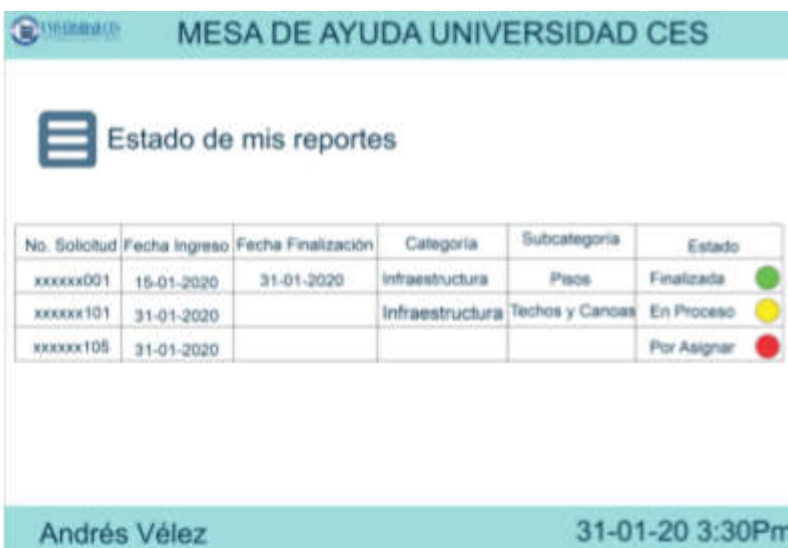 UNIVERSIDAD CES MESA DE AYUDA UNIVERSIDAD CES
Estado de mis reportes
No. Solicitud Fecha Ingreso Fecha Finalización Categoría Subcategoría Estado
xxxxxx001 15-01-2020 31-01-2020 Infraestructura Pisos Finalizada
xxxxxx101 31-01-2020 Infraestructura Techos y Canoas En Proceso
xxxxxx105 31-01-2020 Por Asignar
Andrés Vélez 31-01-20 3:30Pm